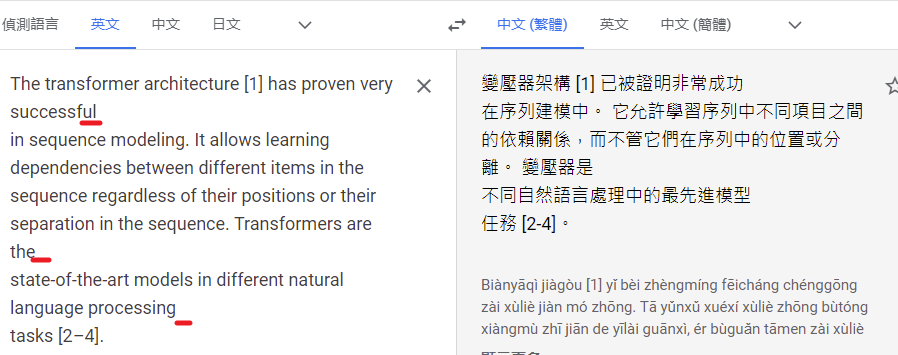 偵測語言 英文 中文 日文
中文 (繁體) 英文 中文 (簡體)
The transformer architecture [1] has proven very
successful
in sequence modeling. It allows learning
dependencies between different items in the
sequence regardless of their positions or their
separation in the sequence. Transformers are
the
state-of-the-art models in different natural
language processing
tasks [2–4].
變壓器架構 [1] 已被證明非常成功
在序列建模中。 它允許學習序列中不同項目之間
的依賴關係，而不管它們在序列中的位置或分
離。 變壓器是
不同自然語言處理中的最先進模型
任務 [2-4]。
Biànyāqì jiàgòu [1] yǐ bèi zhèngmíng fēicháng chénggōng
zài xùliè jiàn mó zhōng. Tā yǔnxǔ xuéxí xùliè zhōng bùtóng
xiàngmù zhī jiān de yīlài guānxì, ér bùguǎn tāmen zài xùliè